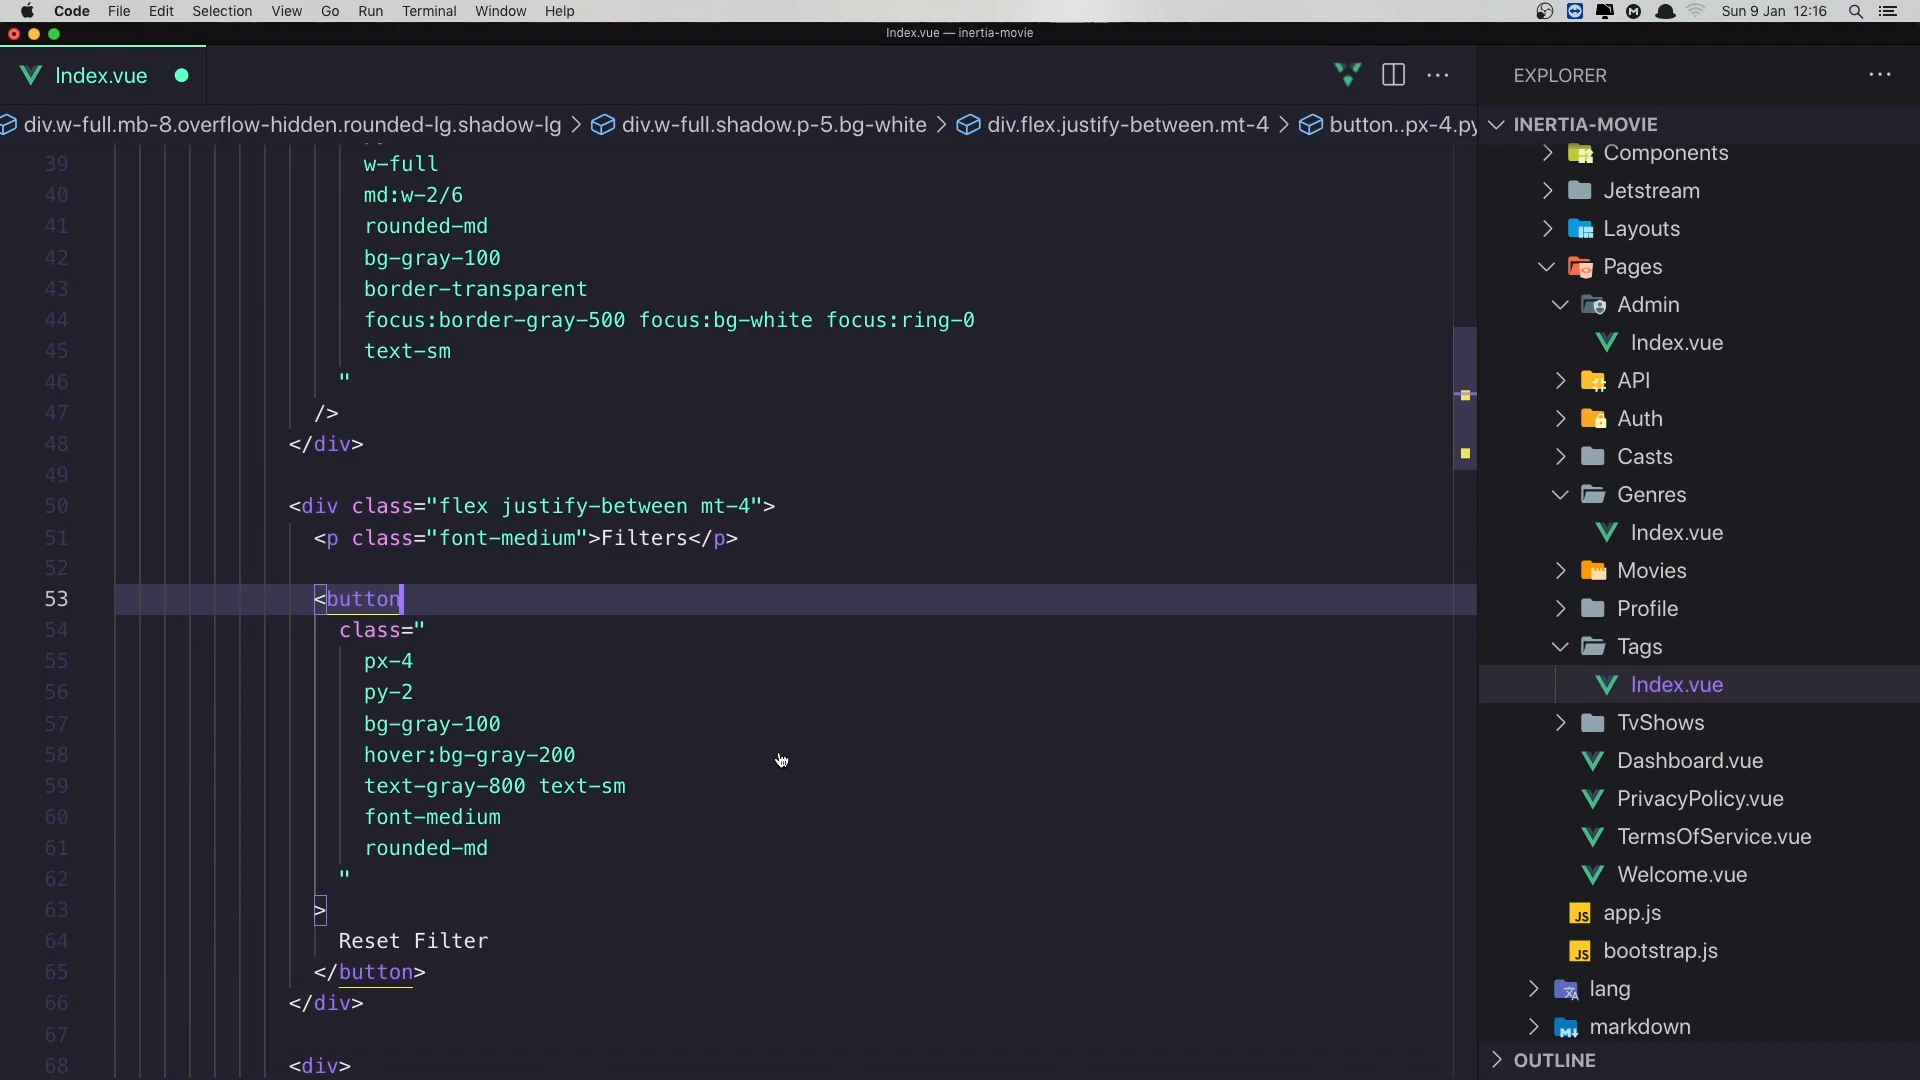 Code File Edit Selection View Go Run Terminal Window Help Sun 9 Jan 12:16
Index.vue — inertia-movie
Index.vue
div.w-full.mb-8.overflow-hidden.rounded-lg.shadow-lg > div.w-full.shadow.p-5.bg-white > div.flex.justify-between.mt-4 > button..px-4.py
39 w-full
40 md:w-2/6
41 rounded-md
42 bg-gray-100
43 border-transparent
44 focus:border-gray-500 focus:bg-white focus:ring-0
45 text-sm
46 "
47 />
48 </div>
49
50 <div class="flex justify-between mt-4">
51 <p class="font-medium">Filters</p>
52
53 <button
54 class="
55 px-4
56 py-2
57 bg-gray-100
58 hover:bg-gray-200
59 text-gray-800 text-sm
60 font-medium
61 rounded-md
62 "
63 >
64 Reset Filter
65 </button>
66 </div>
67
68 <div>
EXPLORER
INERTIA-MOVIE
Components
Jetstream
Layouts
Pages
Admin
Index.vue
API
Auth
Casts
Genres
Index.vue
Movies
Profile
Tags
Index.vue
TvShows
Dashboard.vue
PrivacyPolicy.vue
TermsOfService.vue
Welcome.vue
JS app.js
JS bootstrap.js
lang
markdown
OUTLINE